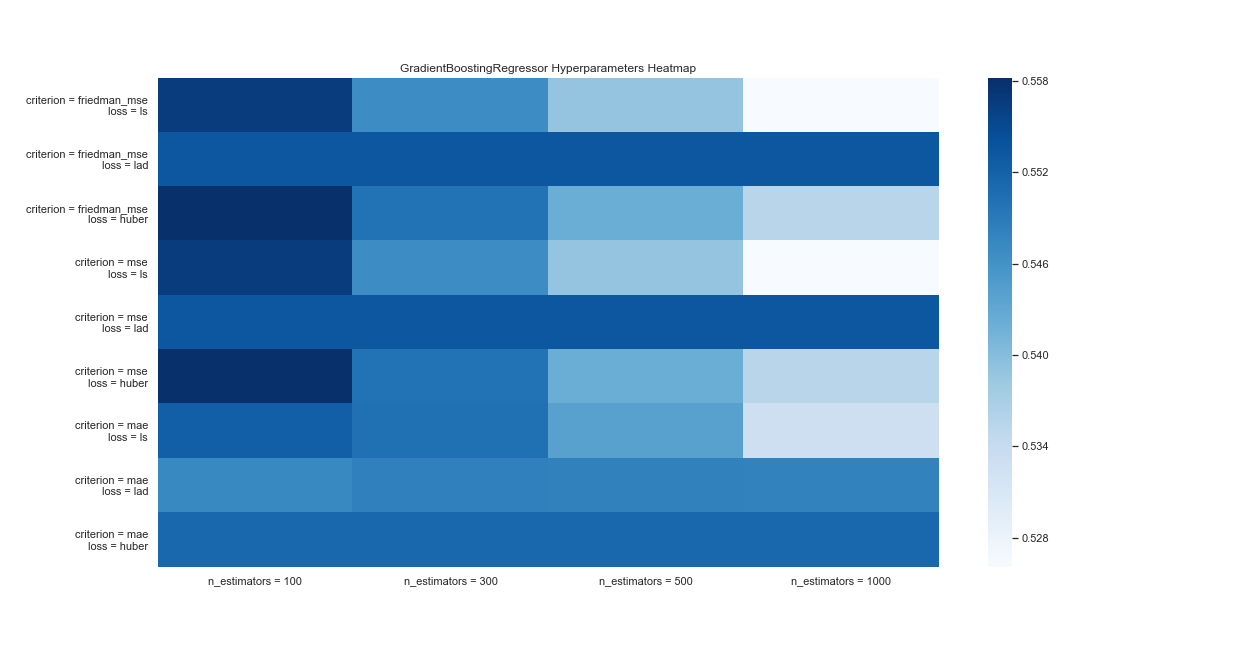 GradientBoostingRegressor Hyperparameters Heatmap
criterion = friedman_mse
loss = ls
criterion = friedman_mse
loss = lad
criterion = friedman_mse
loss = huber
criterion = mse
loss = ls
criterion = mse
loss = lad
criterion = mse
loss = huber
criterion = mae
loss = ls
criterion = mae
loss = lad
criterion = mae
loss = huber
n_estimators = 100
n_estimators = 300
n_estimators = 500
n_estimators = 1000
0.558
0.552
0.546
0.540
0.534
0.528